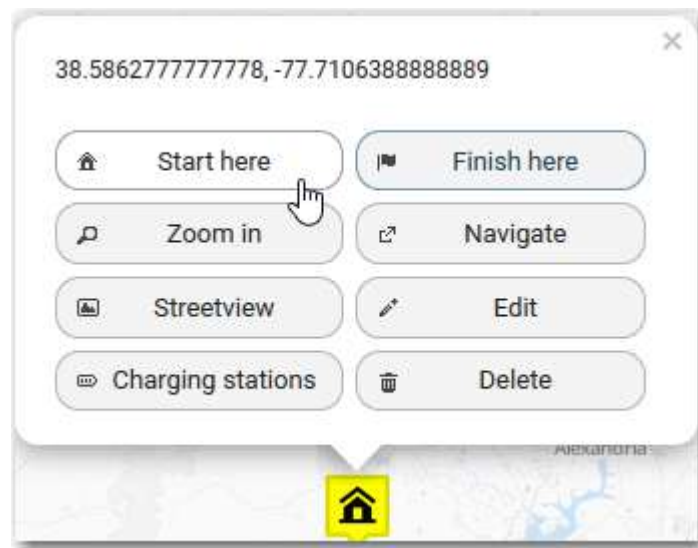 38.5862777777778, -77.7106388888889
Start here
Finish here
Zoom in
Navigate
Streetview
Edit
Charging stations
Delete
Alexandria